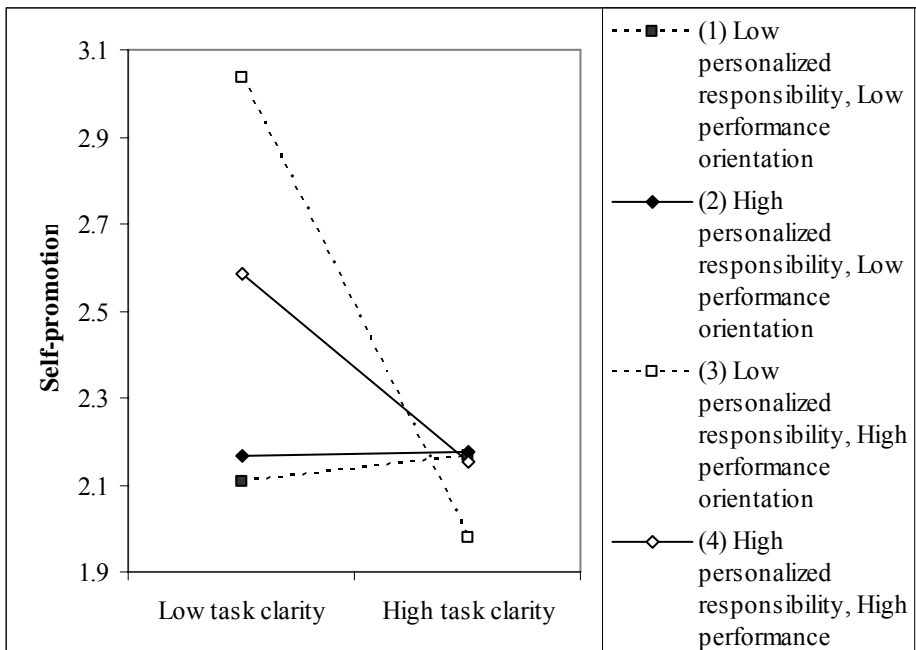 3.1
2.9
2.7
2.5
2.3
2.1
1.9
Self-promotion
Low task clarity
High task clarity
(1) Low
personalized
responsibility, Low
performance
orientation
(2) High
personalized
responsibility, Low
performance
orientation
(3) Low
personalized
responsibility, High
performance
orientation
(4) High
personalized
responsibility, High
performance